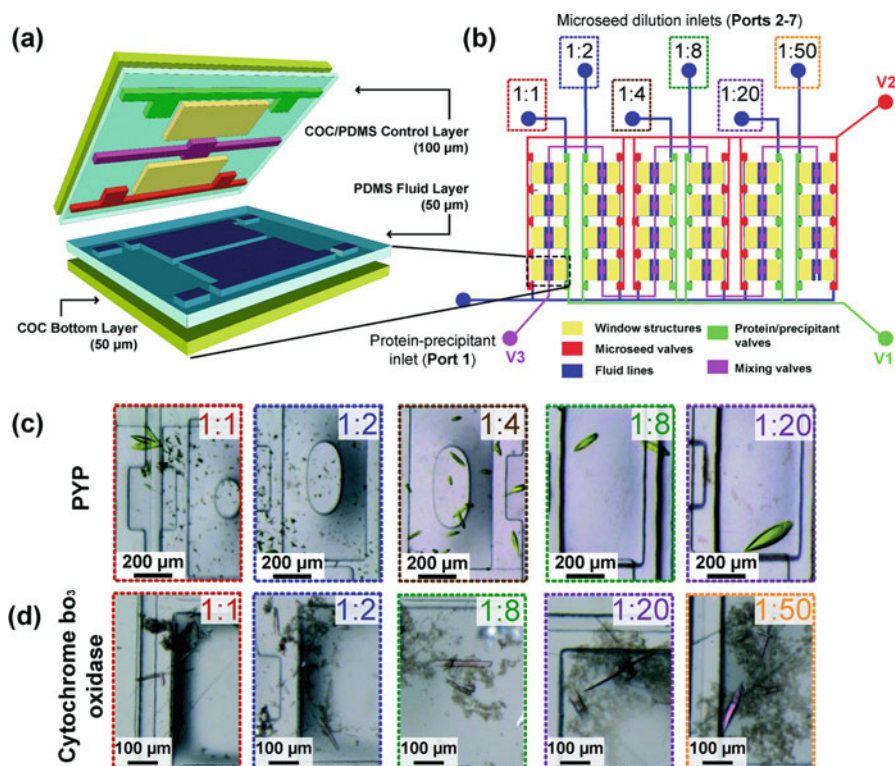 (a)
COC/PDMS Control Layer
(100 µm)
PDMS Fluid Layer
(50 µm)
COC Bottom Layer
(50 µm)
(b)
Microseed dilution inlets (Ports 2-7)
1:1
1:2
1:4
1:8
1:20
1:50
V2
Protein-precipitant
inlet (Port 1)
V3
V1
Window structures
Microseed valves
Fluid lines
Protein/precipitant
valves
Mixing valves
(c)
PYP
1:1
200 µm
1:2
200 µm
1:4
200 µm
1:8
200 µm
1:20
200 µm
(d)
Cytochrome bo₃
oxidase
1:1
100 µm
1:2
100 µm
1:8
100 µm
1:20
100 µm
1:50
100 µm